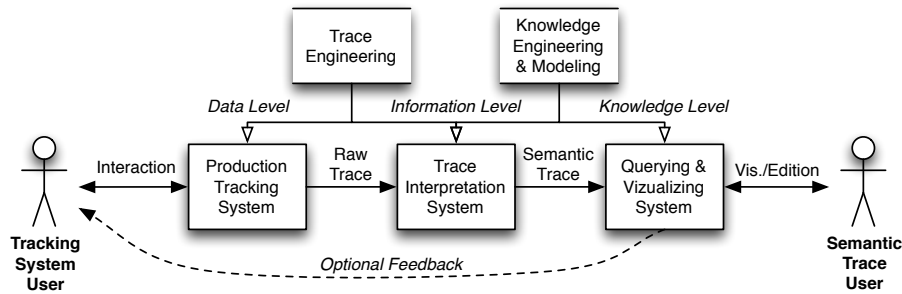 Trace
Engineering
Knowledge
Engineering
& Modeling
Data Level
Information Level
Knowledge Level
Interaction
Production
Tracking
System
Raw
Trace
Trace
Interpretation
System
Semantic
Trace
Querying &
Vizualizing
System
Vis./Edition
Tracking
System
User
Optional Feedback
Semantic
Trace
User